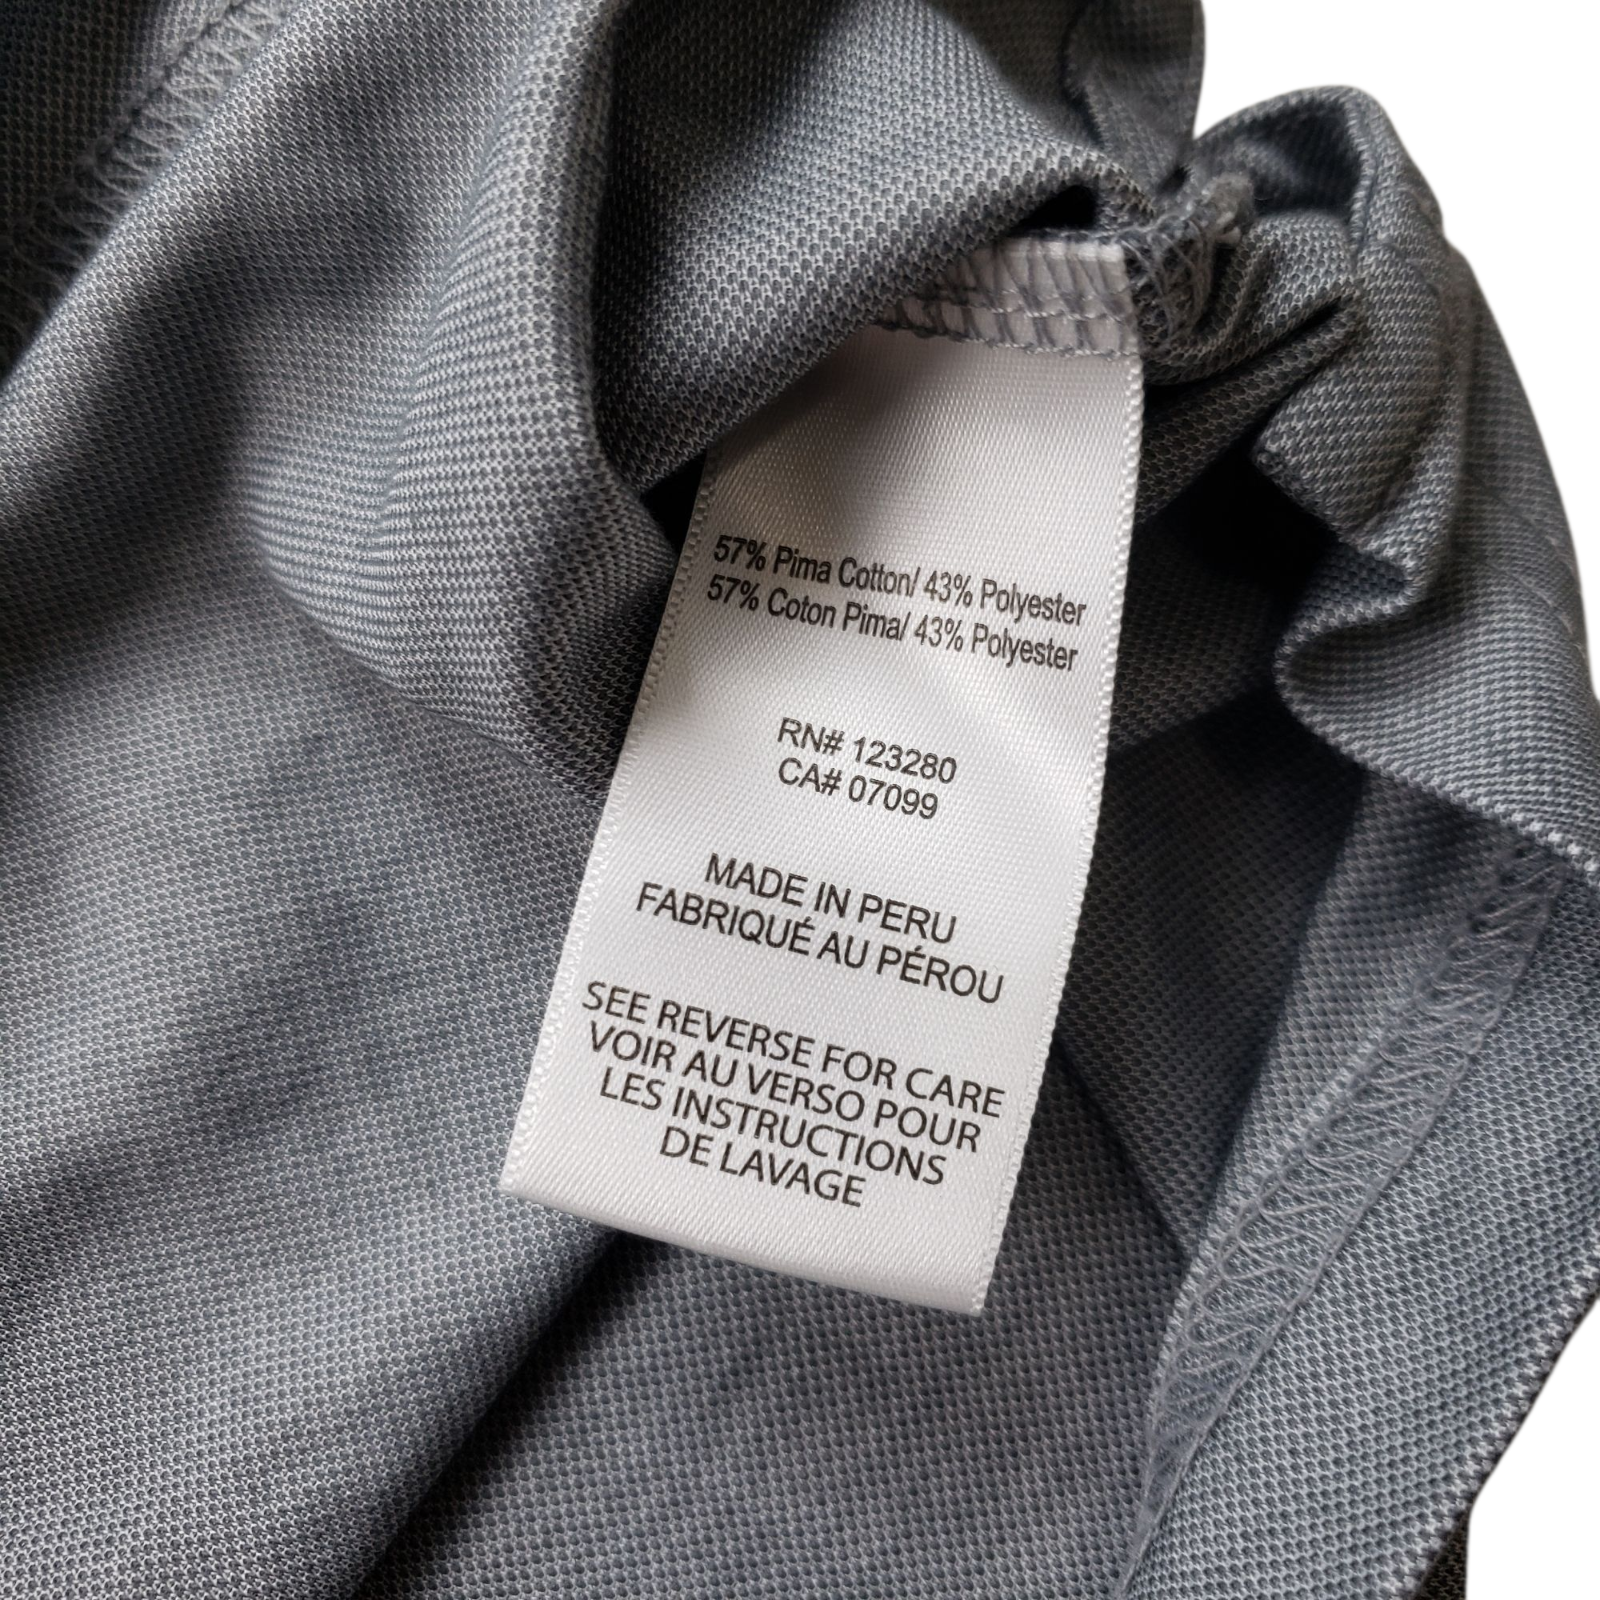 57% Pima Cotton/ 43% Polyester
57% Coton Pima/ 43% Polyester
RN# 123280
CA# 07099
MADE IN PERU
FABRIQUÉ AU PÉROU
SEE REVERSE FOR CARE
VOIR AU VERSO POUR
LES INSTRUCTIONS
DE LAVAGE